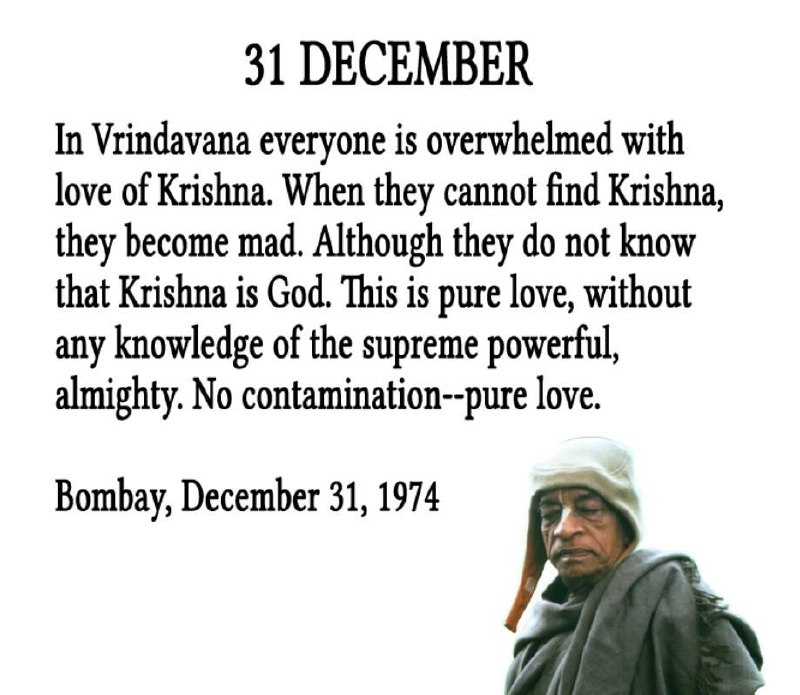 31 DECEMBER
In Vrindavana everyone is overwhelmed with
love of Krishna. When they cannot find Krishna,
they become mad. Although they do not know
that Krishna is God. This is pure love, without
any knowledge of the supreme powerful,
almighty. No contamination--pure love.
Bombay, December 31, 1974